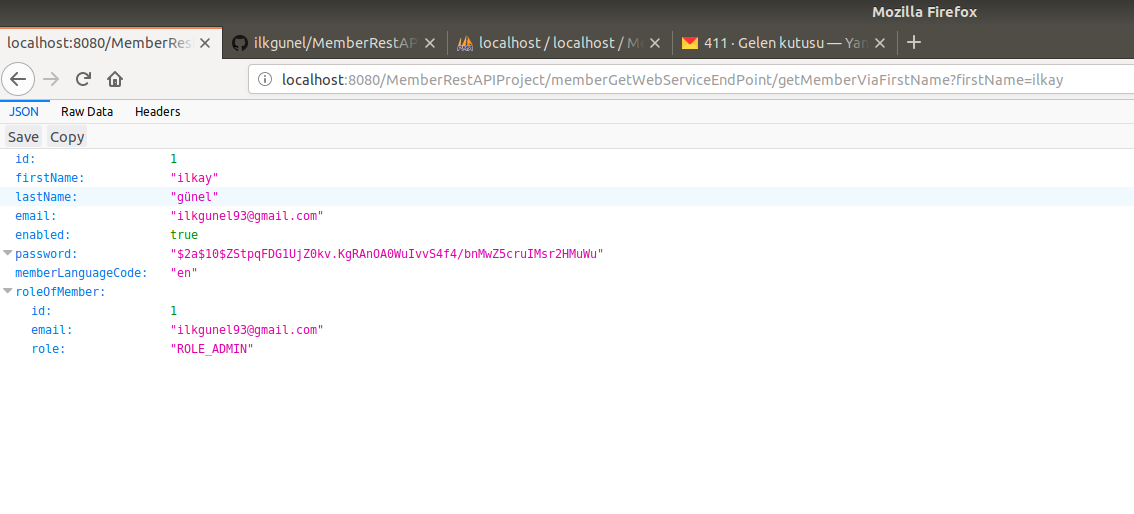 Mozilla Firefox
localhost:8080/MemberRes
ilkgunel/MemberRestAP
localhost / localhost / M
411 · Gelen kutusu — Yan
localhost:8080/MemberRestAPIProject/memberGetWebServiceEndPoint/getMemberViaFirstName?firstName=ilkay
JSON Raw Data Headers
Save Copy
id: 1
firstName: "ilkay"
lastName: "günel"
email: "ilkgunel93@gmail.com"
enabled: true
password: "$2a$10$ZStpqFDG1UjZ0kv.KgRAnOA0WuIvvS4f4/bnMwZ5cruIMsr2HMuWu"
memberLanguageCode: "en"
roleOfMember:
id: 1
email: "ilkgunel93@gmail.com"
role: "ROLE_ADMIN"